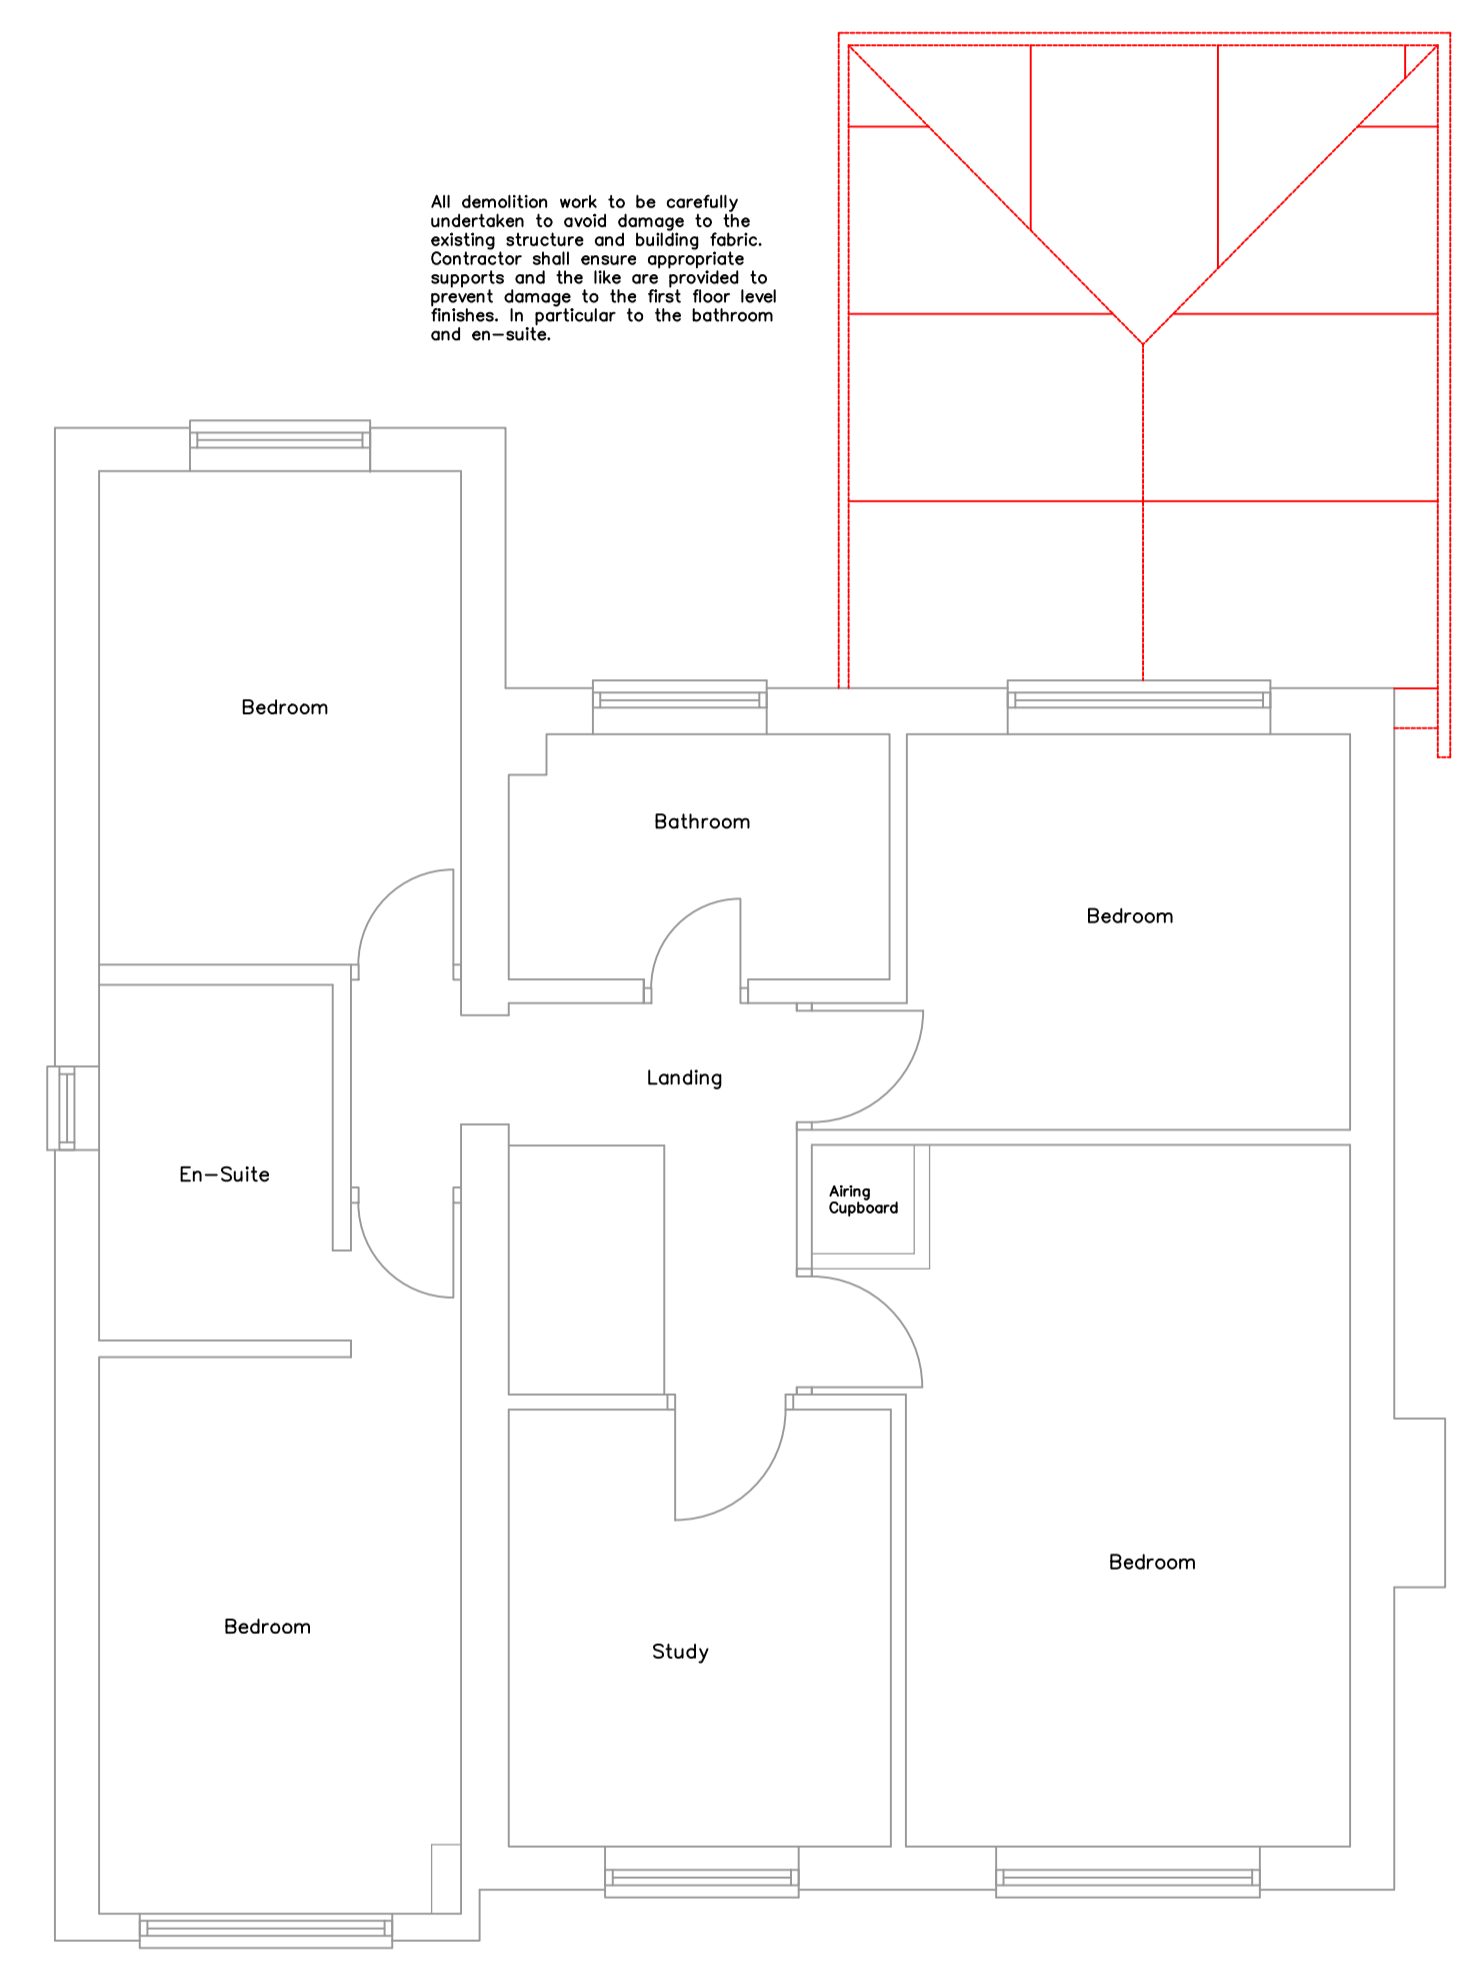 All demolition work to be carefully
undertaken to avoid damage to the
existing structure and building fabric.
Contractor shall ensure appropriate
supports and the like are provided to
prevent damage to the first floor level
finishes. In particular to the bathroom
and en-suite.
Bedroom
Bathroom
Bedroom
Landing
En-Suite
Airing
Cupboard
Bedroom
Bedroom
Study